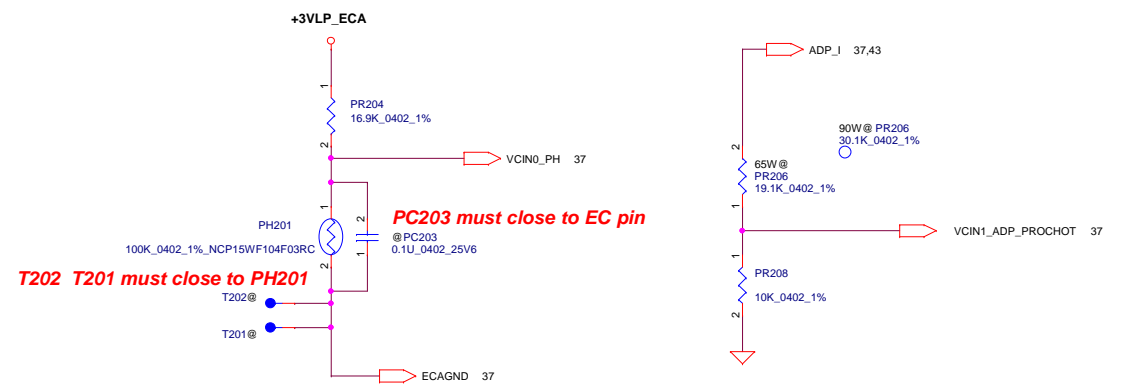 +3VLP_ECA
1
PR204
16.9K_0402_1%
2
VCIN0_PH 37
1
PH201
100K_0402_1%_NCP15WF104F03RC
2
2
PC203 must close to EC pin
@PC203
0.1U_0402_25V6
1
T202 T201 must close to PH201
T202@
T201@
ECAGND 37
ADP_I 37,43
90W@ PR206
30.1K_0402_1%
2
65W@
PR206
19.1K_0402_1%
1
VCIN1_ADP_PROCHOT 37
1
PR208
10K_0402_1%
2